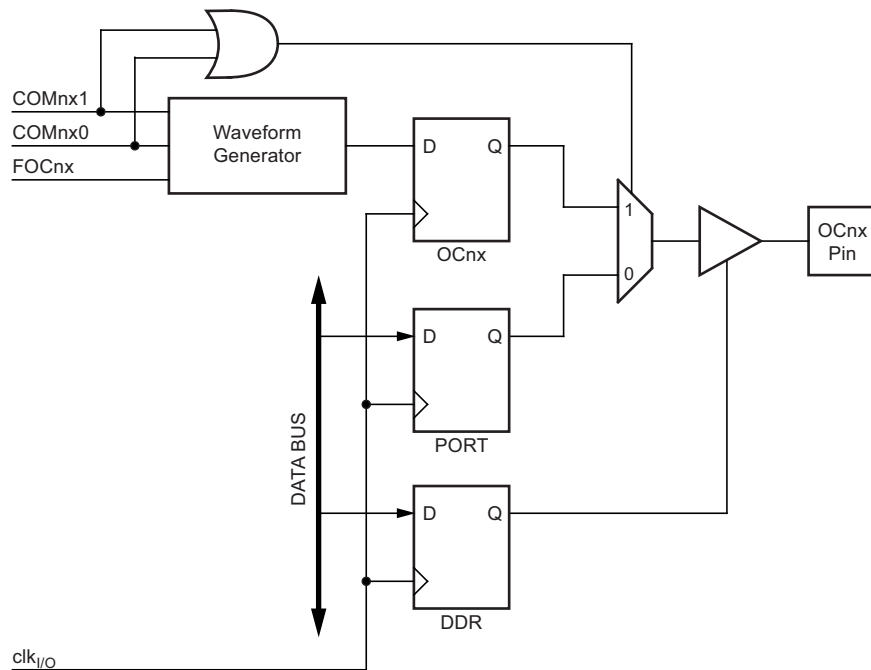 COMnx1
COMnx0
FOCnx
Waveform
Generator
D Q
OCnx
1
0
OCnx
Pin
D Q
PORT
DATA BUS
D Q
DDR
clkI/O